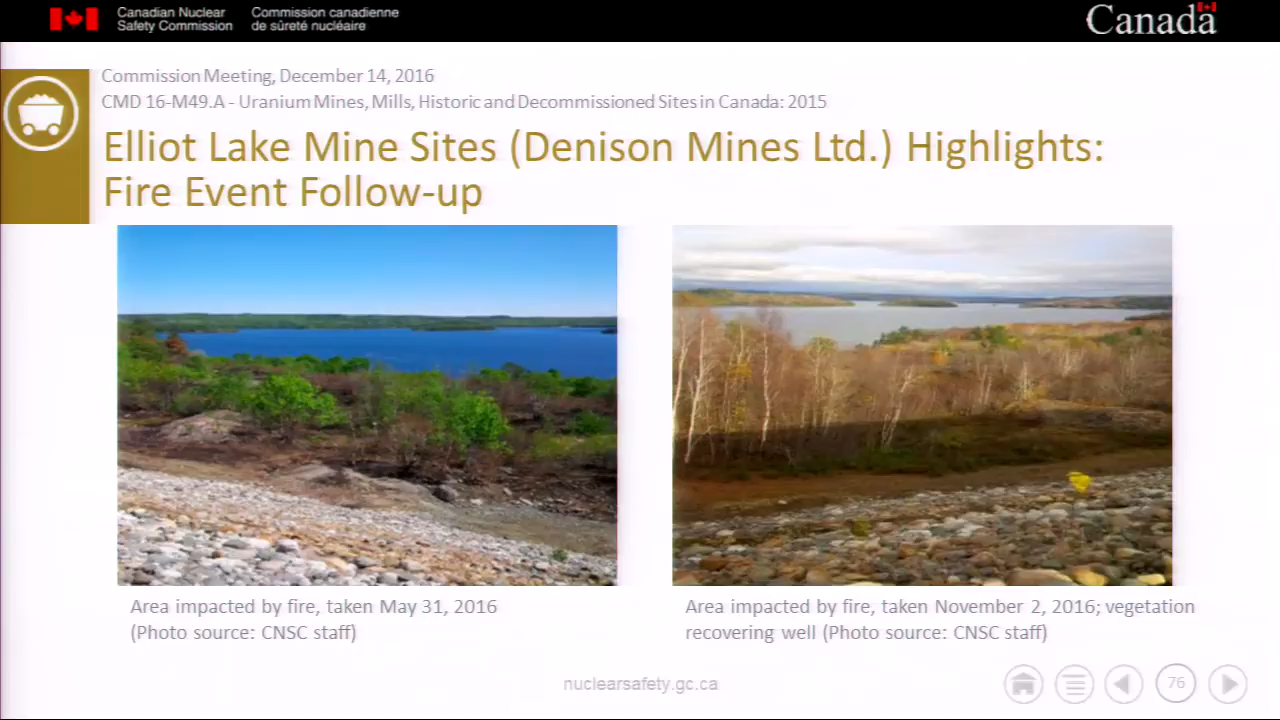 Canadian Nuclear
Safety Commission
Commission canadienne
de sûreté nucléaire
Canada
Commission Meeting, December 14, 2016
CMD 16-M49.A - Uranium Mines, Mills, Historic and Decommissioned Sites in Canada: 2015
Elliot Lake Mine Sites (Denison Mines Ltd.) Highlights:
Fire Event Follow-up
Area impacted by fire, taken May 31, 2016
(Photo source: CNSC staff)
Area impacted by fire, taken November 2, 2016; vegetation
recovering well (Photo source: CNSC staff)
nuclearsafety.gc.ca
76